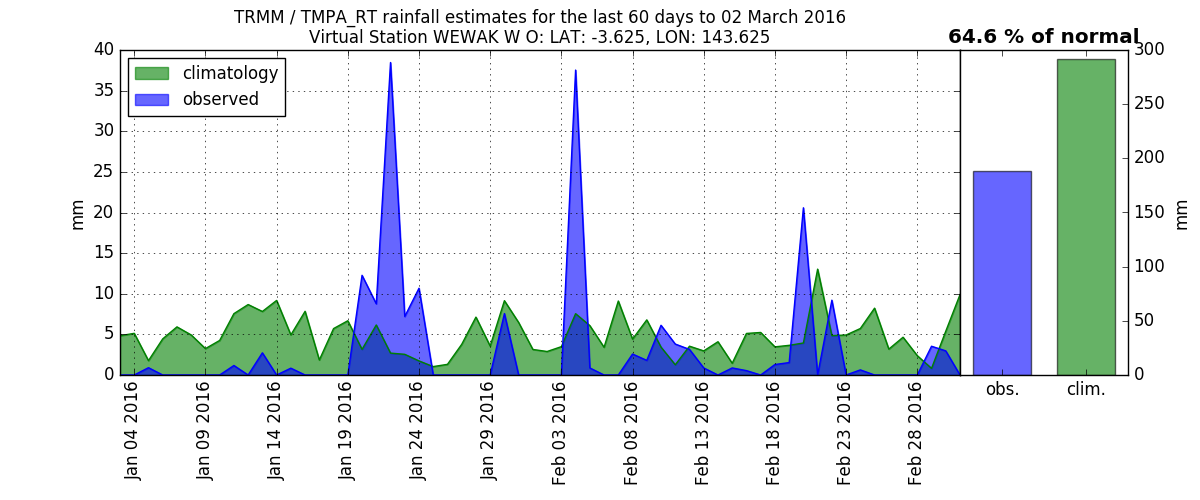 TRMM / TMPA_RT rainfall estimates for the last 60 days to 02 March 2016
Virtual Station WEWAK W O: LAT: -3.625, LON: 143.625
64.6 % of normal
climatology
observed
40
35
30
25
20
15
10
5
0
mm
Jan 04 2016
Jan 09 2016
Jan 14 2016
Jan 19 2016
Jan 24 2016
Jan 29 2016
Feb 03 2016
Feb 08 2016
Feb 13 2016
Feb 18 2016
Feb 23 2016
Feb 28 2016
obs.
clim.
300
250
200
150
100
50
0
mm